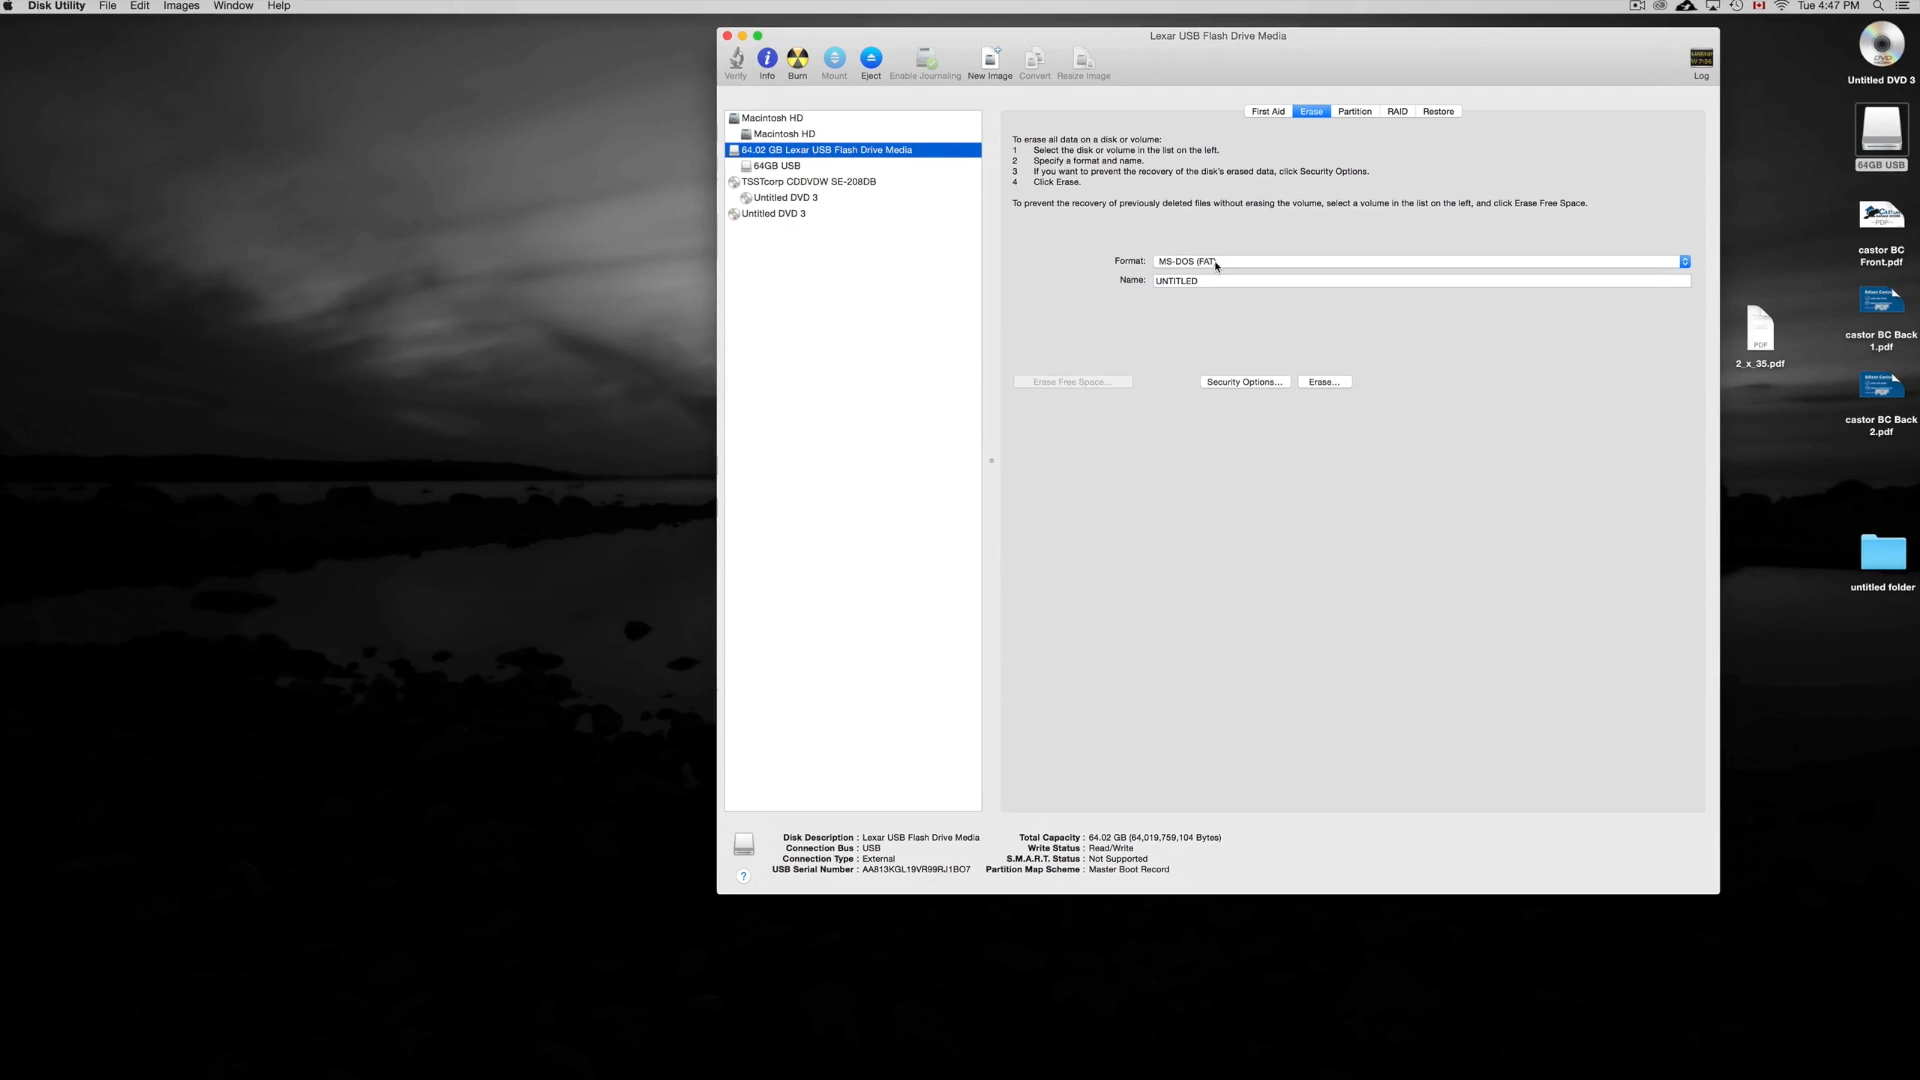 Disk Utility File Edit Images Window Help Tue 4:47 PM
Lexar USB Flash Drive Media
Verify Info Burn Mount Eject Enable Journaling New Image Convert Resize Image Log
Macintosh HD
Macintosh HD
64.02 GB Lexar USB Flash Drive Media
64GB USB
TSSTcorp CDDVDW SE-208DB
Untitled DVD 3
Untitled DVD 3
First Aid Erase Partition RAID Restore
To erase all data on a disk or volume:
1 Select the disk or volume in the list on the left.
2 Specify a format and name.
3 If you want to prevent the recovery of the disk's erased data, click Security Options.
4 Click Erase.
To prevent the recovery of previously deleted files without erasing the volume, select a volume in the list on the left, and click Erase Free Space.
Format: MS-DOS (FAT)
Name: UNTITLED
Erase Free Space... Security Options... Erase...
Disk Description : Lexar USB Flash Drive Media
Connection Bus : USB
Connection Type : External
USB Serial Number : AA813KGL19VR99RJ1BO7
Total Capacity : 64.02 GB (64,019,759,104 Bytes)
Write Status : Read/Write
S.M.A.R.T. Status : Not Supported
Partition Map Scheme : Master Boot Record
?
DVD
Untitled DVD 3
64GB USB
PDF
castor BC
Front.pdf
PDF
castor BC Back
1.pdf
PDF
2_x_35.pdf
PDF
castor BC Back
2.pdf
untitled folder